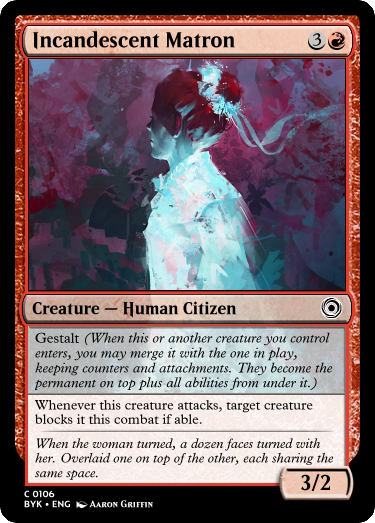 Incandescent Matron 3
Creature — Human Citizen
Gestalt (When this or another creature you control
enters, you may merge it with the one in play,
keeping counters and attachments. They become the
permanent on top plus all abilities from under it.)
Whenever this creature attacks, target creature
blocks it this combat if able.
When the woman turned, a dozen faces turned with
her. Overlaid one on top of the other, each sharing the
same space.
3/2
C 0106
BYK • ENG Aaron Griffin